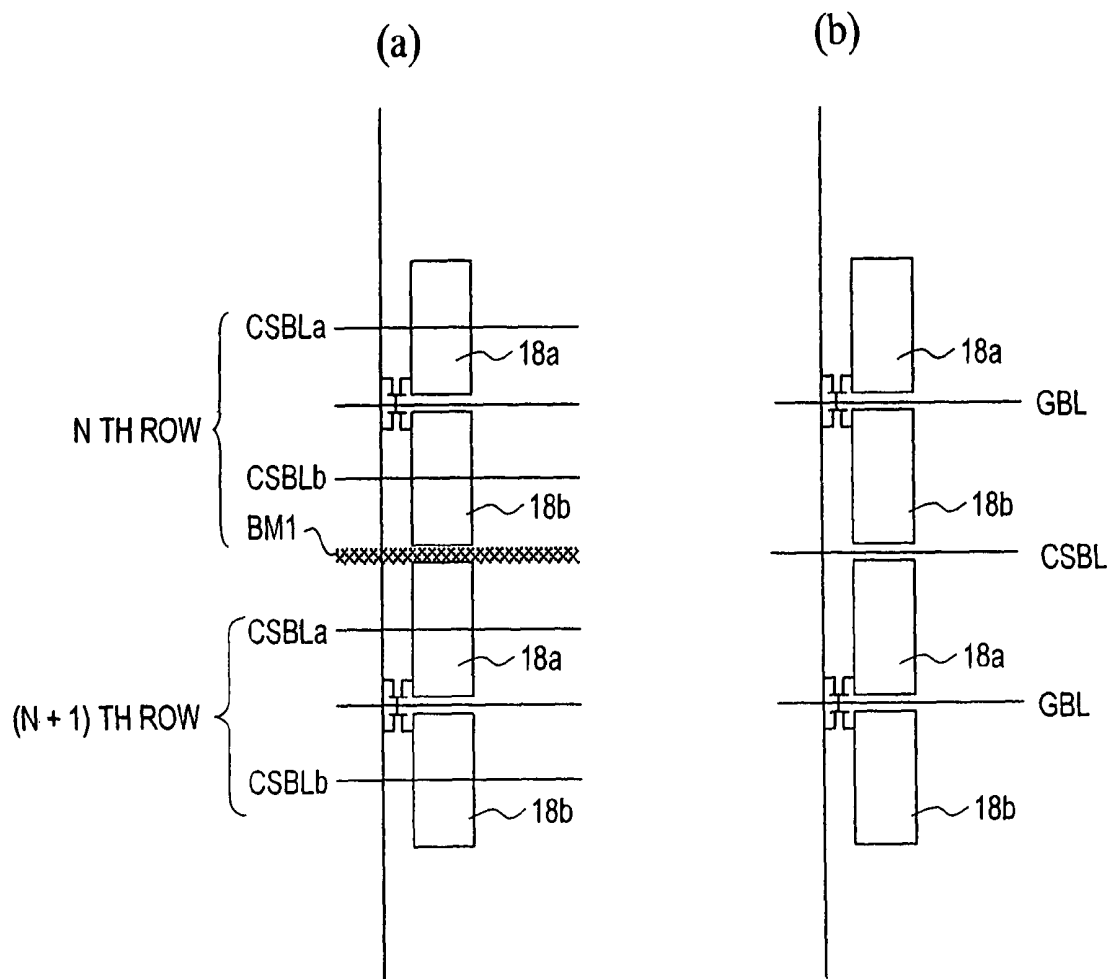 (a)
(b)
CSBLa
18a
N TH ROW
CSBLb
18b
BM1
CSBLa
18a
(N + 1) TH ROW
CSBLb
18b
18a
GBL
18b
CSBL
18a
GBL
18b